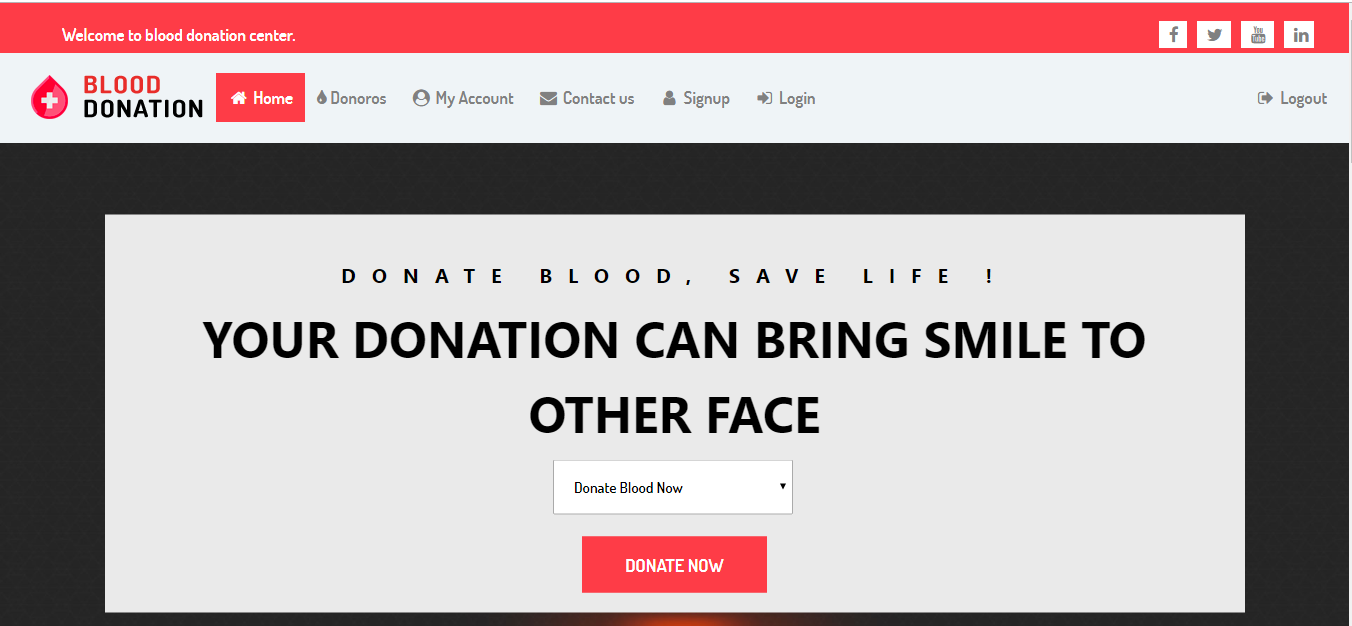 Welcome to blood donation center.
BLOOD
DONATION
Home
Donoros
My Account
Contact us
Signup
Login
Logout
DONATE BLOOD, SAVE LIFE !
YOUR DONATION CAN BRING SMILE TO
OTHER FACE
Donate Blood Now
DONATE NOW